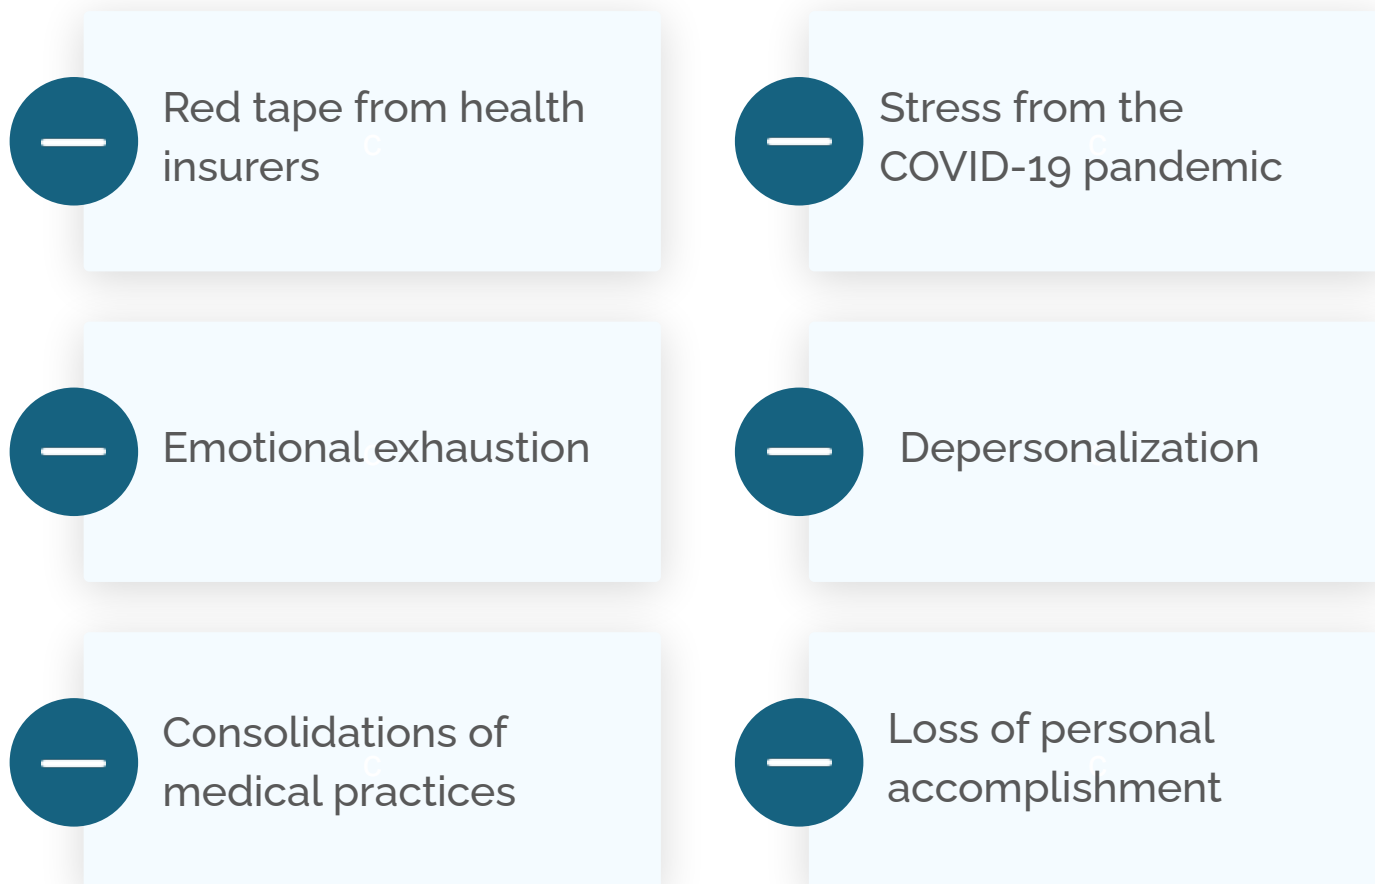 Red tape from health
insurers
Stress from the
COVID-19 pandemic
Emotional exhaustion
Depersonalization
Consolidations of
medical practices
Loss of personal
accomplishment